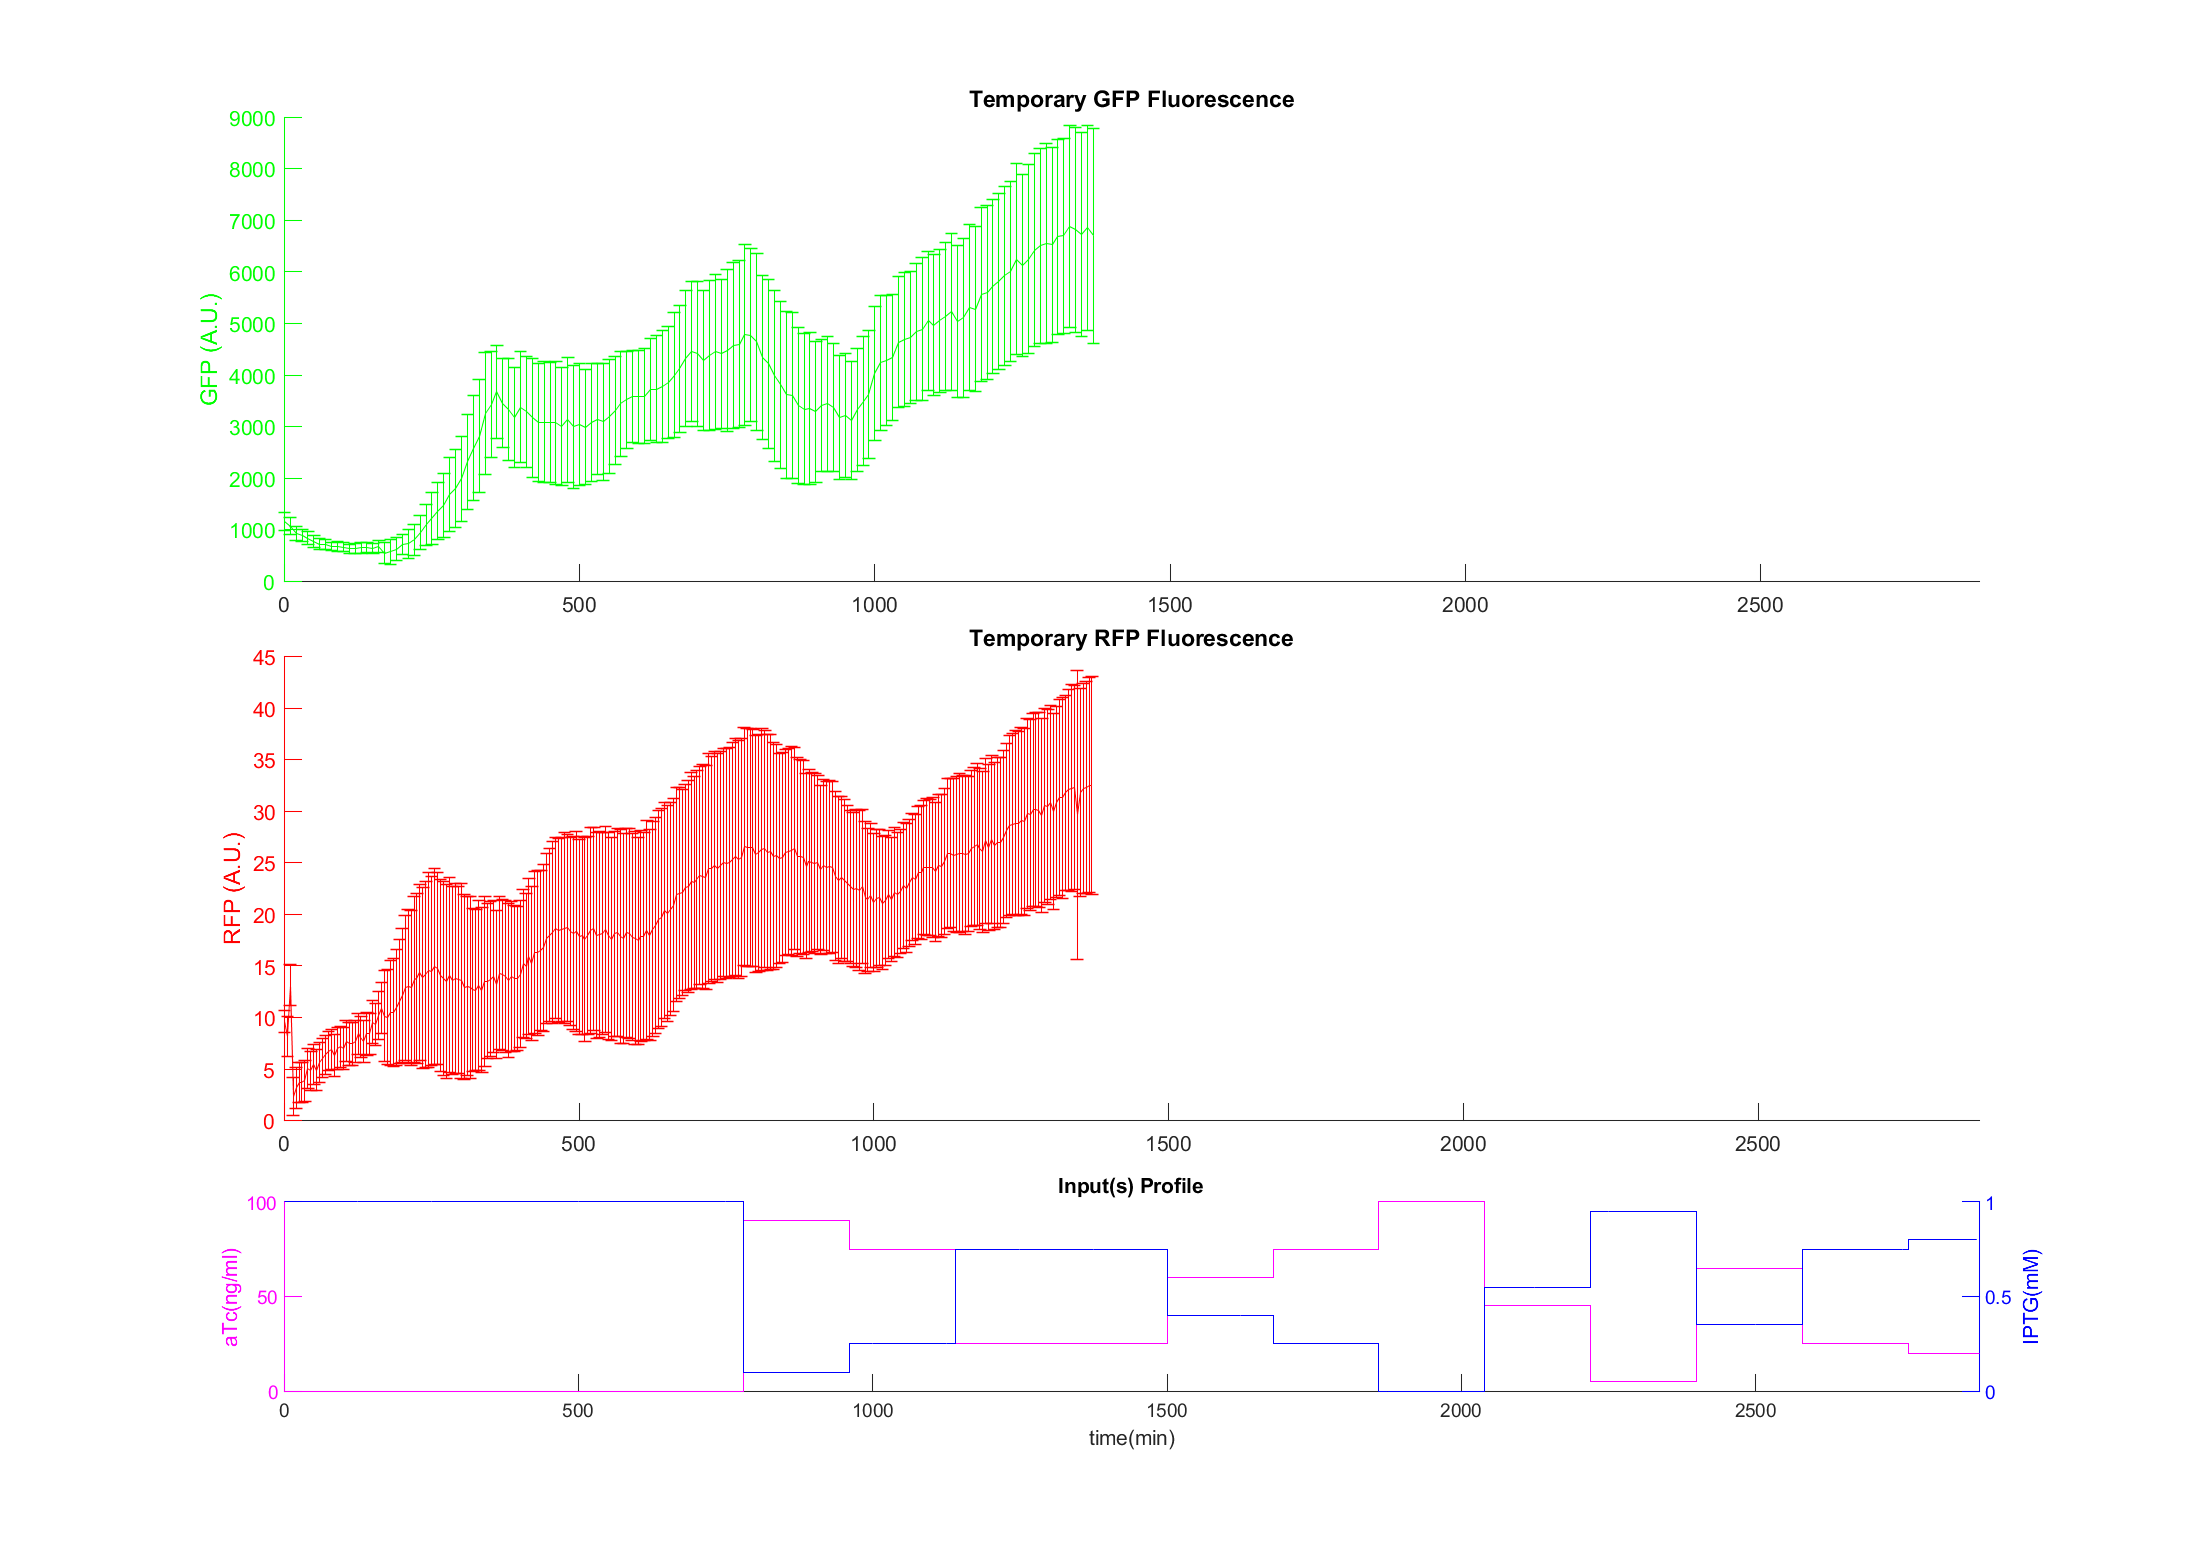 Temporary GFP Fluorescence
9000
8000
7000
6000
5000
4000
3000
2000
1000
0
GFP (A.U.)
0 500 1000 1500 2000 2500
Temporary RFP Fluorescence
45
40
35
30
25
20
15
10
5
0
RFP (A.U.)
0 500 1000 1500 2000 2500
Input(s) Profile
100
50
0
aTc(ng/ml)
1
0.5
0
IPTG(mM)
0 500 1000 1500 2000 2500
time(min)